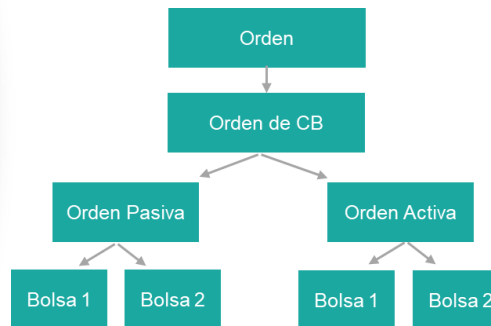 Orden
Orden de CB
Orden Pasiva
Orden Activa
Bolsa 1
Bolsa 2
Bolsa 1
Bolsa 2